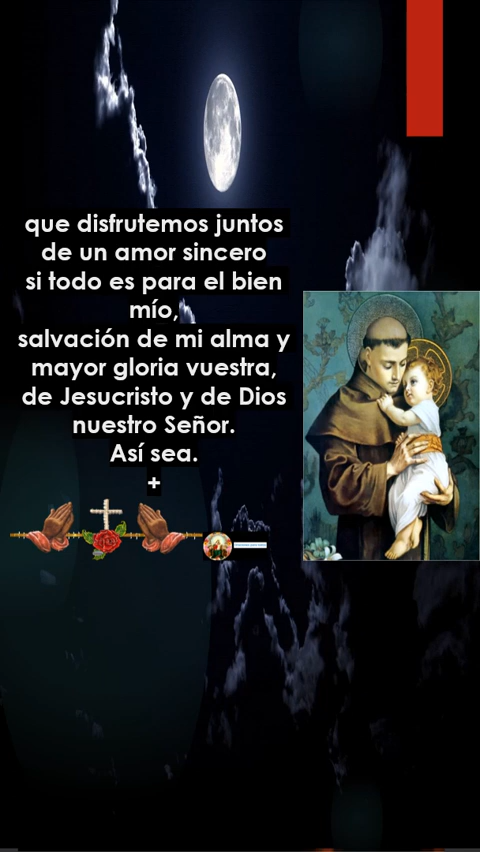 que disfrutemos juntos
de un amor sincero
si todo es para el bien
mío,
salvación de mi alma y
mayor gloria vuestra,
de Jesucristo y de Dios
nuestro Señor.
Así sea.
+